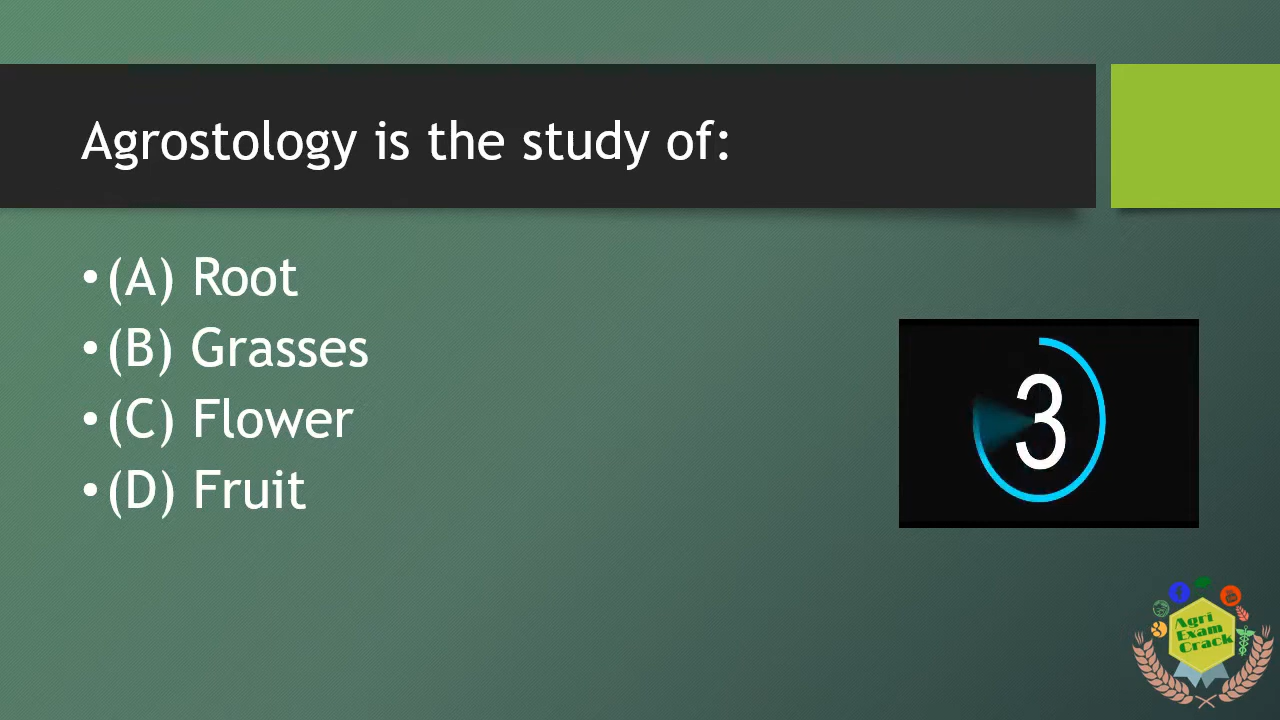 Agrostology is the study of:
•(A) Root
•(B) Grasses
•(C) Flower
•(D) Fruit
3
Agri
Exam
Crack